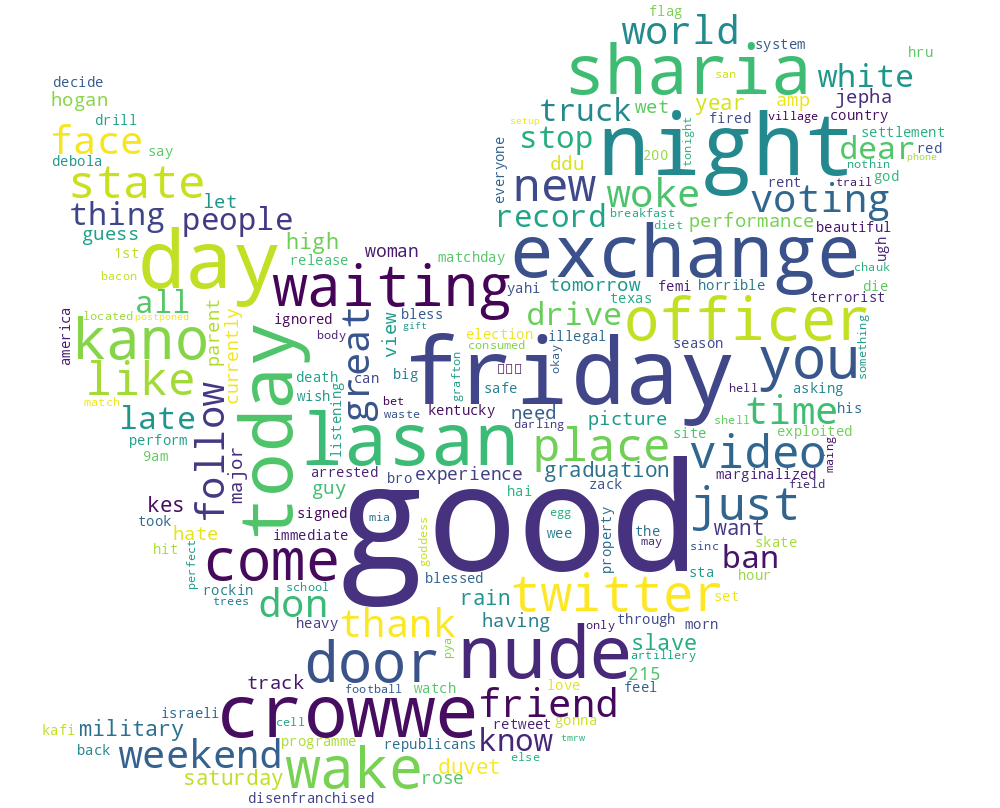 flag
world
system
sharia
hru
san
white
decide
hogan
truck
wet
year
amp
jepha
drill
setup
fired
village
country
face
say
stop
night
tonight
settlement
debola
200
dear
red
nothin
phone
everyone
ddu
god
state
let
new
woke
rent
trail
voting
thing
people
record
breakfast
performance
beautiful
guess
high
diet
ugh
1st
day
release
woman
matchday
exchange
chauk
bacon
all
waiting
yahi
tomorrow
texas
femi
horrible
die
terrorist
located
postponed
ignored
bless
view
gift
drive
officer
something
america
kano
parent
currently
body
great
election
illegal
consumed
okay
season
friday
you
like
death
can
big
grafton
safe
hell
asking
wish
match
today
listening
bet
waste
kentucky
darling
need
picture
shell
time
his
late
follow
lasan
place
site
exploited
perform
9am
major
arrested
bro
experience
graduation
video
maing
marginalized
kes
guy
hai
zack
field
took
signed
good
mia
egg
property
just
want
hate
immediate
goddess
wee
the
may
sinc
skate
hit
come
ban
perfect
rockin
school
blessed
sta
hour
trees
don
rain
twitter
set
heavy
thank
having
only
through
morn
door
pya
nude
slave
artillery
215
track
football
watch
love
feel
israeli
crowwe
friend
retweet
gonna
kafi
military
cell
programme
republicans
know
tmrw
back
weekend
wake
duvet
else
saturday
rose
disenfranchised